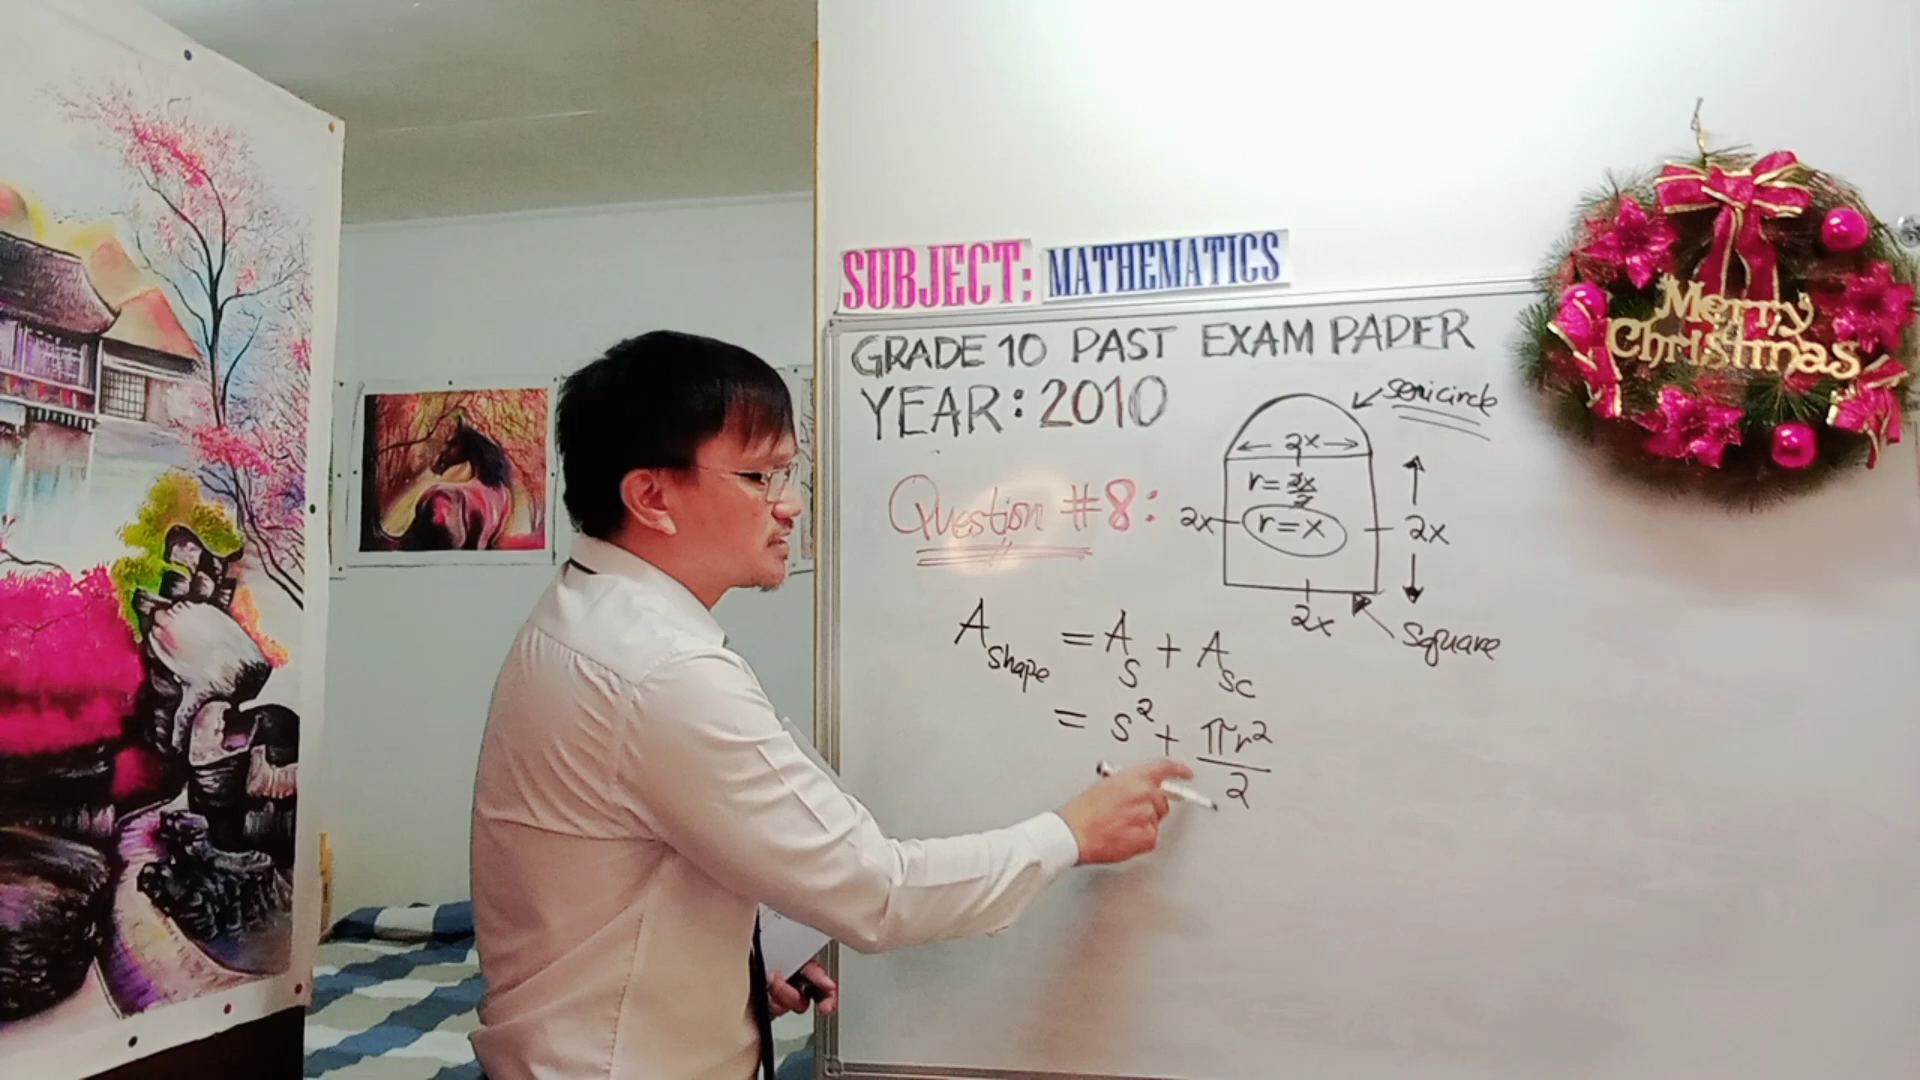 SUBJECT: MATHEMATICS
GRADE 10 PAST EXAM PAPER
YEAR: 2010
Question #8:
semicircle
2x
r = 2x/2
r = x
2x
2x
2x
Square
A shape = A s + A sc
= s² + πr²/2
Merry
Christmas